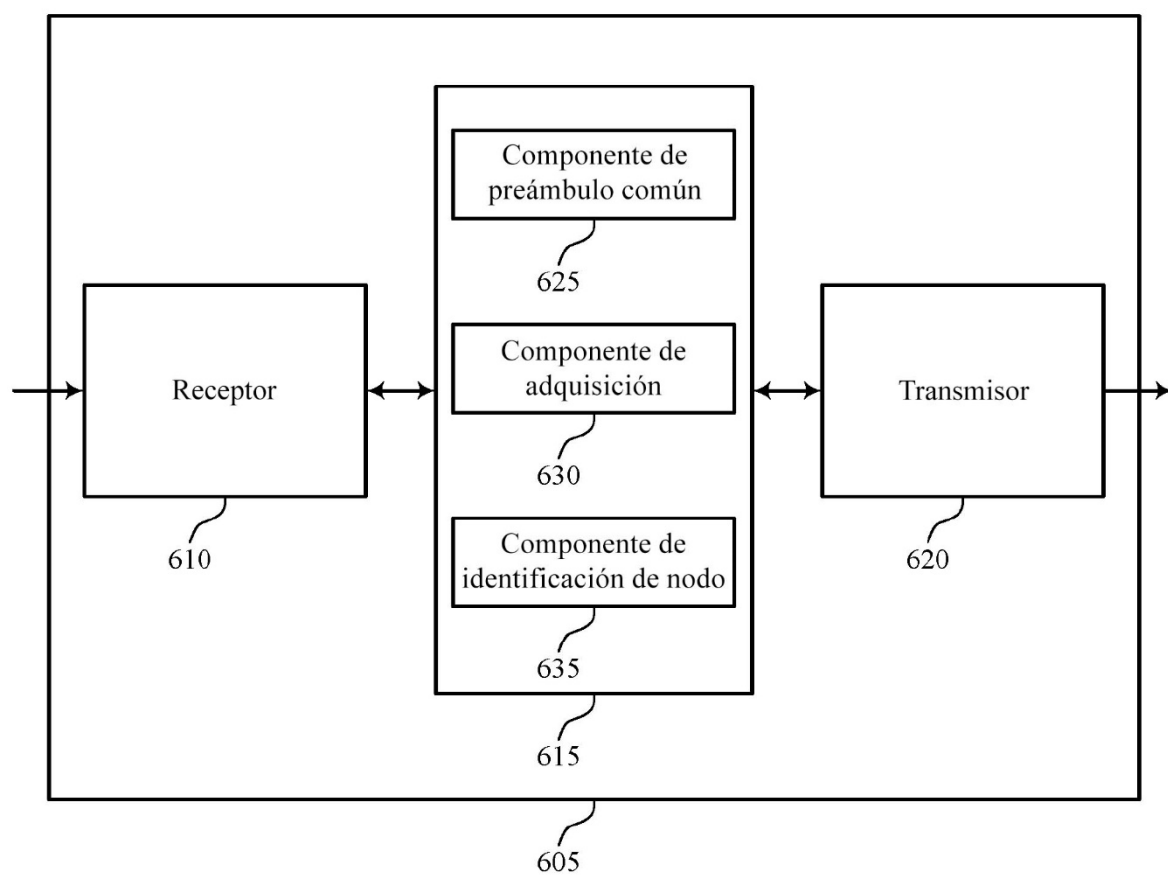 Componente de
preámbulo común
625
Receptor
610
Componente de
adquisición
630
Transmisor
620
Componente de
identificación de nodo
635
615
605